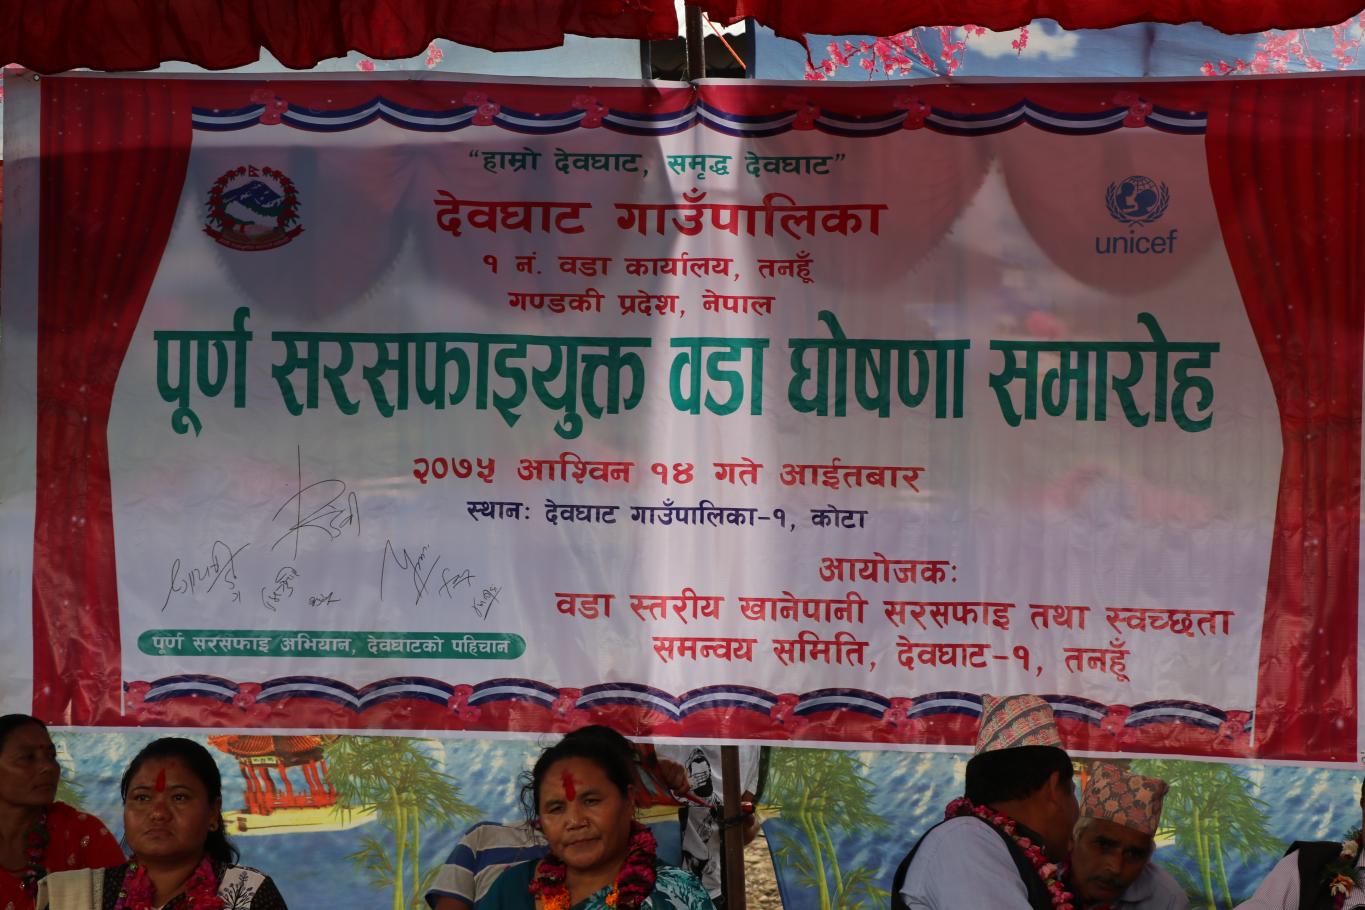 “हाम्रो देवघाट, समृद्ध देवघाट”
देवघाट गाउँपालिका
१ नं. वडा कार्यालय, तनहूँ
गण्डकी प्रदेश, नेपाल
unicef
पूर्ण सरसफाइयुक्त वडा घोषणा समारोह
२०७५ आश्विन १४ गते आईतबार
स्थानः देवघाट गाउँपालिका-१, कोटा
आयोजकः
वडा स्तरीय खानेपानी सरसफाइ तथा स्वच्छता
समन्वय समिति, देवघाट-१, तनहूँ
पूर्ण सरसफाइ अभियान, देवघाटको पहिचान